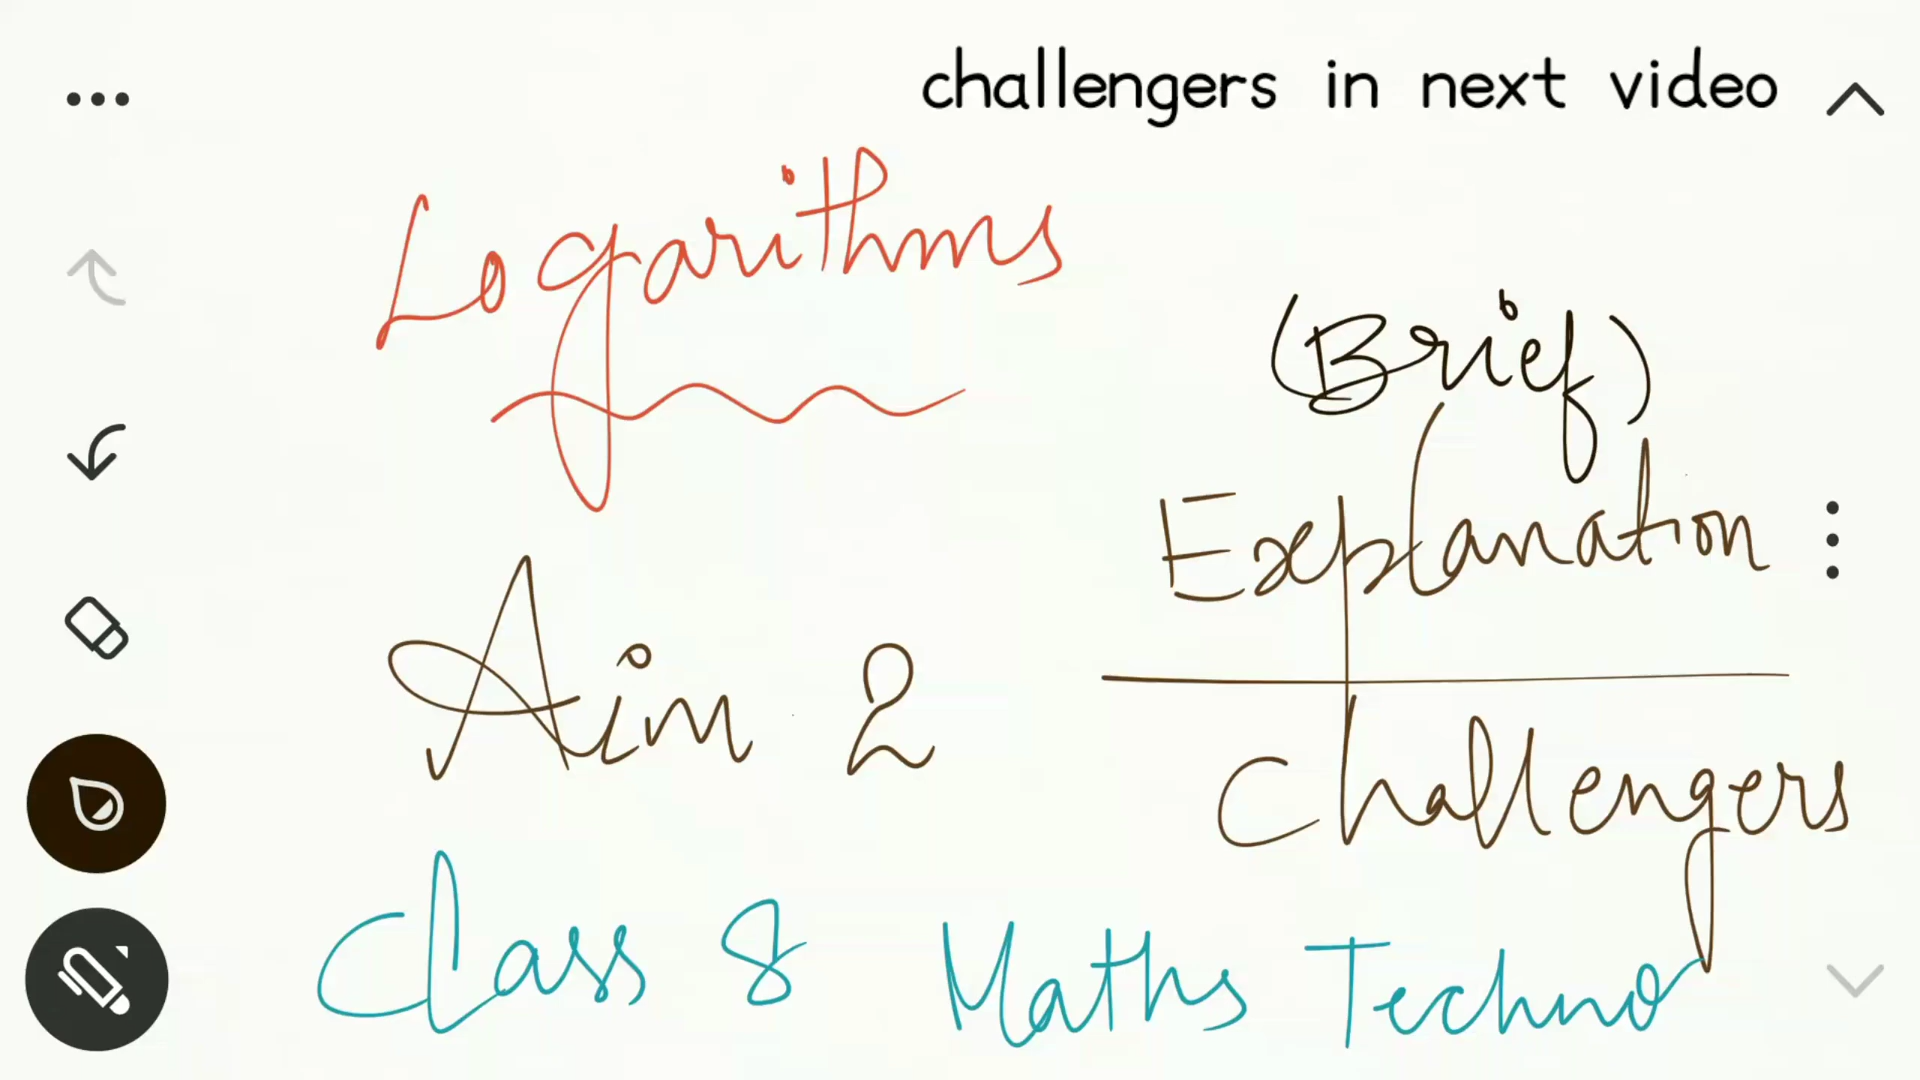 challengers in next video
Logarithms
(Brief)
Explanation
Aim 2
Challengers
Class 8 Maths Techno